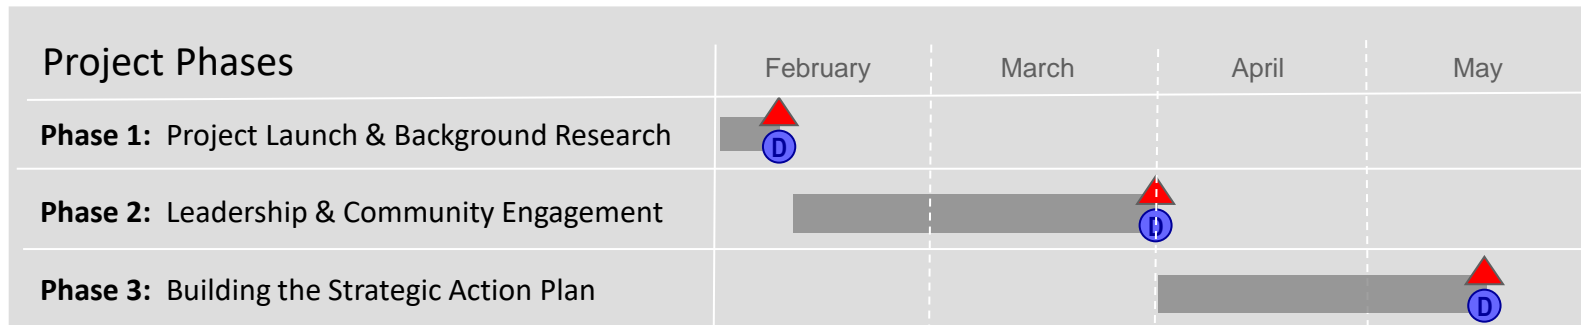 Project Phases
February March April May
Phase 1: Project Launch & Background Research
D
Phase 2: Leadership & Community Engagement
D
Phase 3: Building the Strategic Action Plan
D